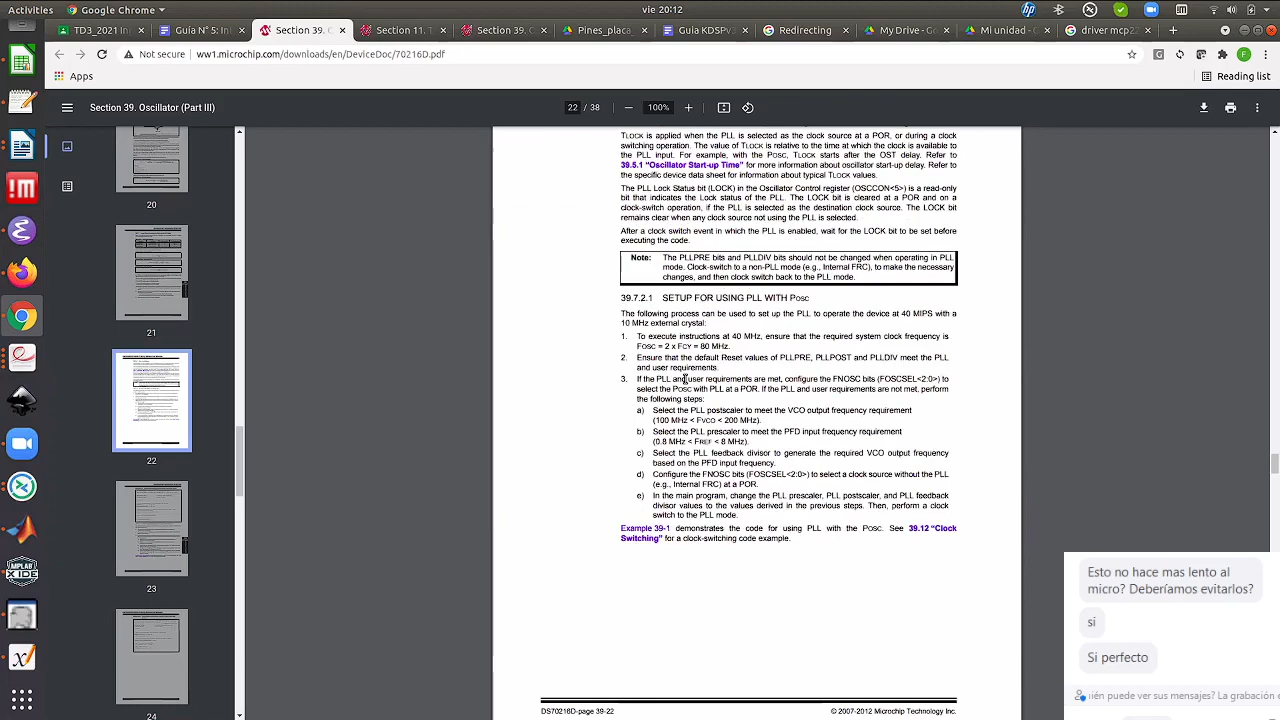 Activities
Google Chrome
vie 20:12
TD3_2021 In
Guia N° 5: In
Section 39. O
Section 11. T
Section 39. O
Pines_placa_
Guia KDSPv3
Redirecting
My Drive - Go
Mi unidad - G
driver mcp22
Not secure
ww1.microchip.com/downloads/en/DeviceDoc/70216D.pdf
Apps
Reading list
Section 39. Oscillator (Part III)
22 / 38
100%
20
21
22
23
24
TLOCK is applied when the PLL is selected as the clock source at a POR, or during a clock
switching operation. The value of TLOCK is relative to the time at which the clock is available to
the PLL input. For example, with the POSC, TLOCK starts after the OST delay. Refer to
39.5.1 "Oscillator Start-up Time" for more information about oscillator start-up delay. Refer to
the specific device data sheet for information about typical TLOCK values.
The PLL Lock Status bit (LOCK) in the Oscillator Control register (OSCCON<5>) is a read-only
bit that indicates the Lock status of the PLL. The LOCK bit is cleared at a POR and on a
clock-switch operation, if the PLL is selected as the destination clock source. The LOCK bit
remains clear when any clock source not using the PLL is selected.
After a clock switch event in which the PLL is enabled, wait for the LOCK bit to be set before
executing the code.
Note: The PLLPRE bits and PLLDIV bits should not be changed when operating in PLL
mode. Clock-switch to a non-PLL mode (e.g., Internal FRC), to make the necessary
changes, and then clock switch back to the PLL mode.
39.7.2.1 SETUP FOR USING PLL WITH POSC
The following process can be used to set up the PLL to operate the device at 40 MIPS with a
10 MHz external crystal:
1. To execute instructions at 40 MHz, ensure that the required system clock frequency is
FOSC = 2 x FCY = 80 MHz.
2. Ensure that the default Reset values of PLLPRE, PLLPOST and PLLDIV meet the PLL
and user requirements.
3. If the PLL and user requirements are met, configure the FNOSC bits (FOSCSEL<2:0>) to
select the POSC with PLL at a POR. If the PLL and user requirements are not met, perform
the following steps:
a) Select the PLL postscaler to meet the VCO output frequency requirement
(100 MHz < FVCO < 200 MHz).
b) Select the PLL prescaler to meet the PFD input frequency requirement
(0.8 MHz < FREF < 8 MHz).
c) Select the PLL feedback divisor to generate the required VCO output frequency
based on the PFD input frequency.
d) Configure the FNOSC bits (FOSCSEL<2:0>) to select a clock source without the PLL
(e.g., Internal FRC) at a POR.
e) In the main program, change the PLL prescaler, PLL postscaler, and PLL feedback
divisor values to the values derived in the previous steps. Then, perform a clock
switch to the PLL mode.
Example 39-1 demonstrates the code for using PLL with the POSC. See 39.12 "Clock
Switching" for a clock-switching code example.
DS70216D-page 39-22
© 2007-2012 Microchip Technology Inc.
Esto no hace mas lento al
micro? Deberíamos evitarlos?
si
Si perfecto
ién puede ver sus mensajes? La grabación e